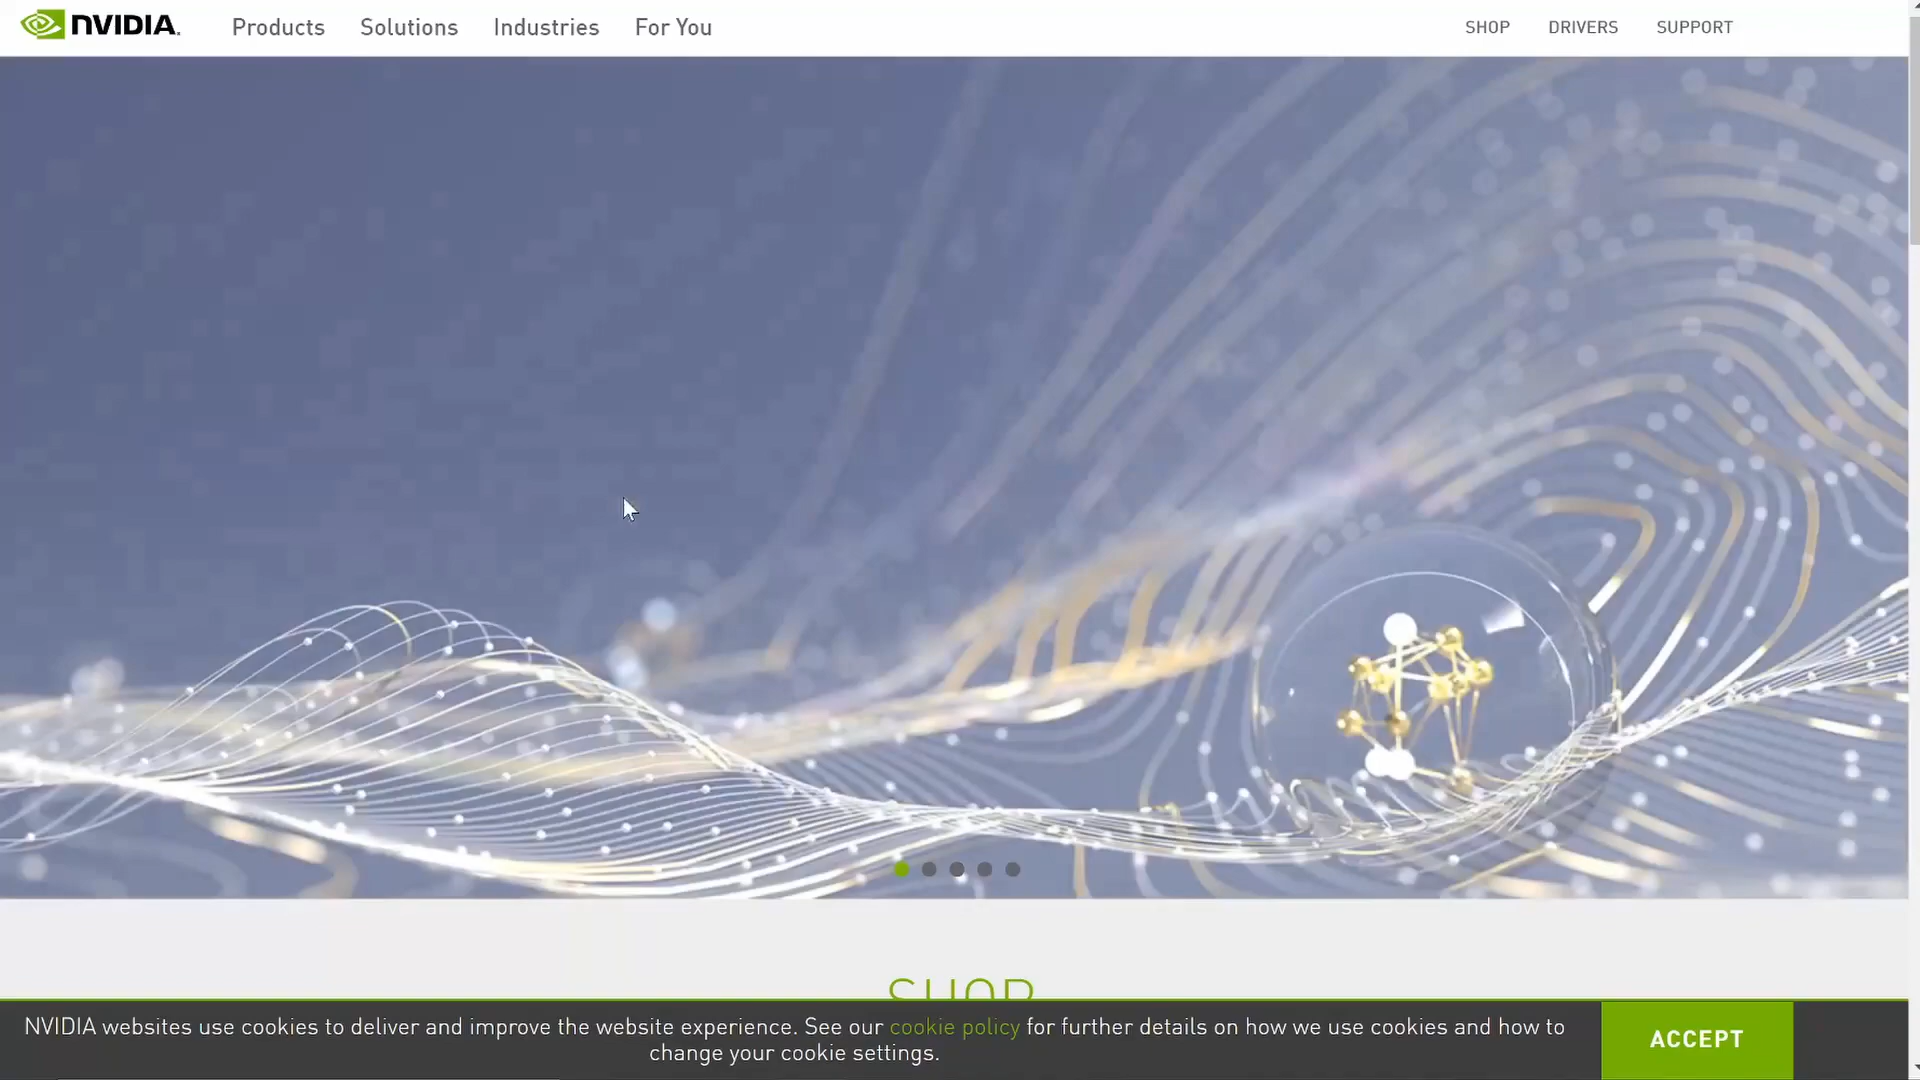 NVIDIA.
Products Solutions Industries For You
SHOP DRIVERS SUPPORT
SHOP
NVIDIA websites use cookies to deliver and improve the website experience. See our cookie policy for further details on how we use cookies and how to
change your cookie settings.
ACCEPT